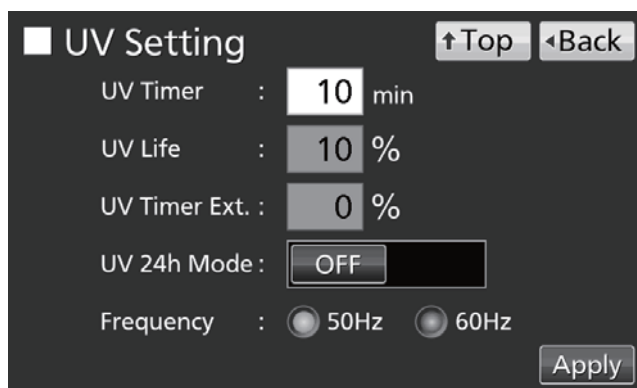 UV Setting ↑Top ◂Back
UV Timer : 10 min
UV Life : 10 %
UV Timer Ext. : 0 %
UV 24h Mode : OFF
Frequency : 50Hz 60Hz
Apply